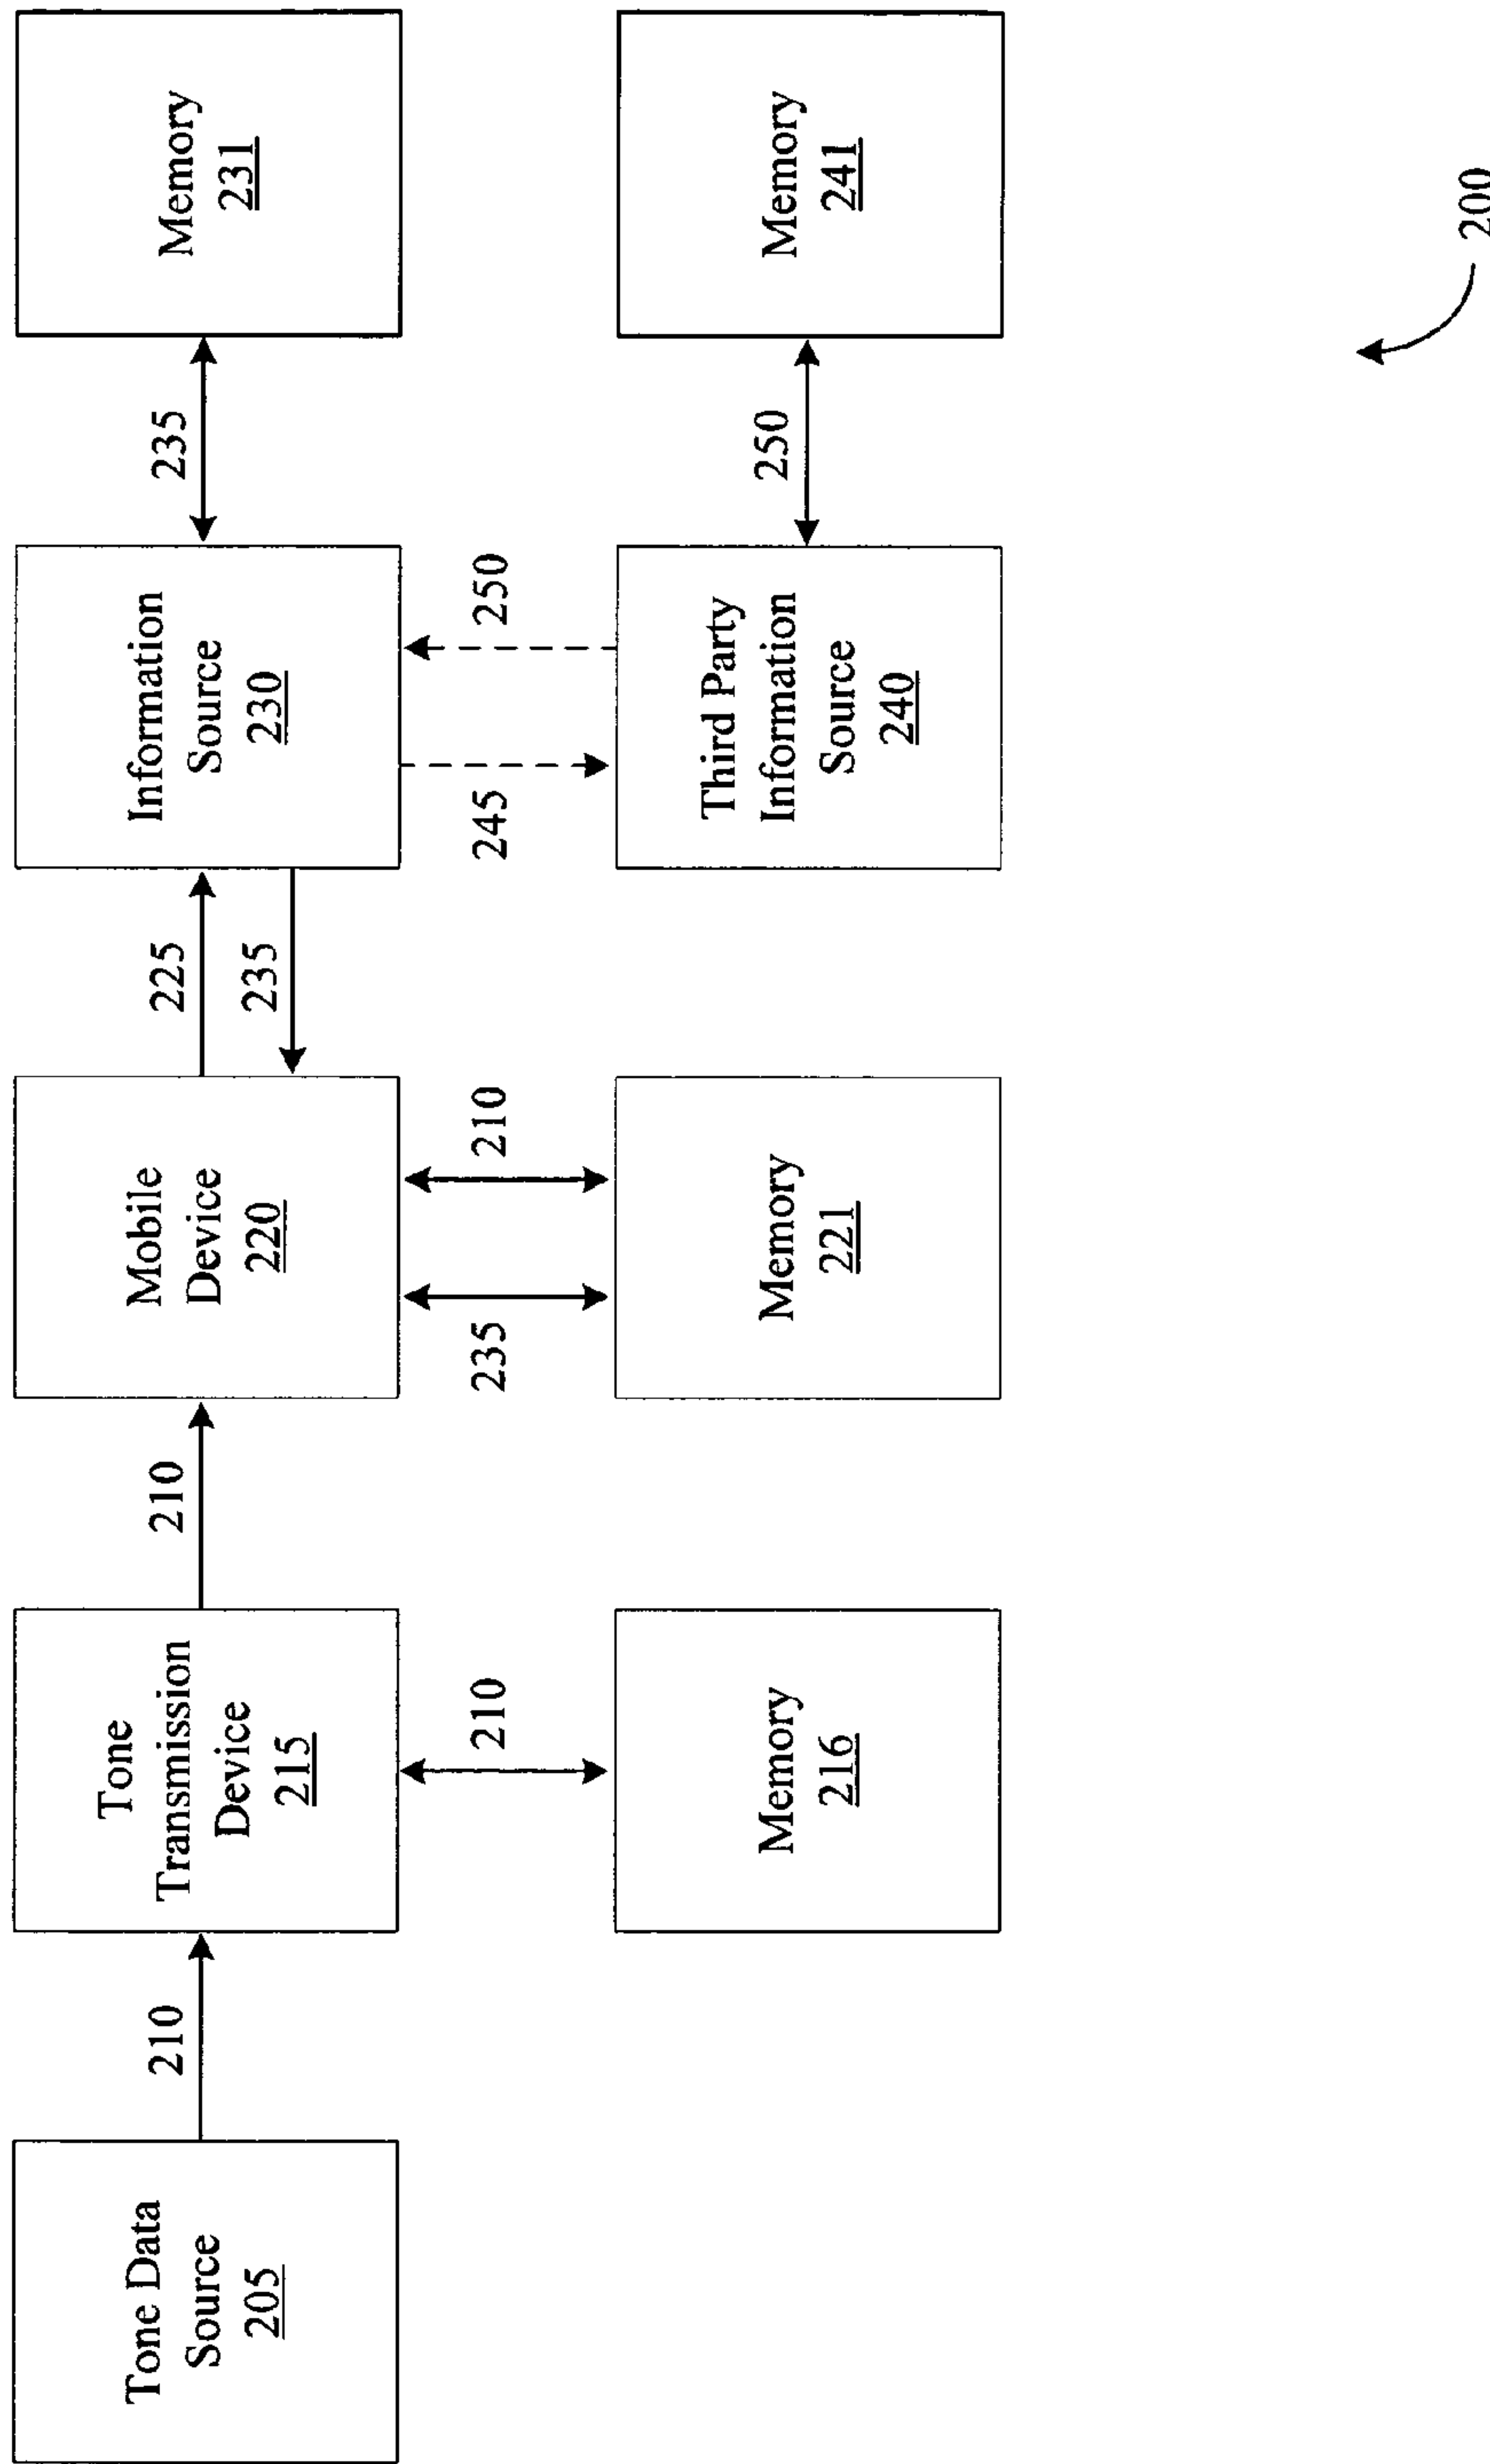 Tone Data
Source
205
210
Tone
Transmission
Device
215
210
Memory
216
210
Mobile
Device
220
235
210
Memory
221
225
235
Information
Source
230
245
250
Third Party
Information
Source
240
235
Memory
231
250
Memory
241
200